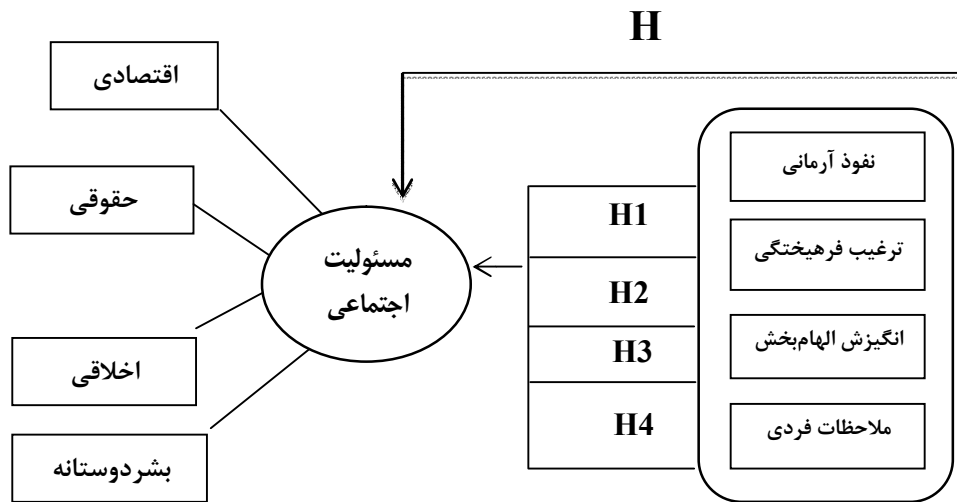 H
نفوذ آرمانی
ترغیب فرهیختگی
انگیزش الهام‌بخش
ملاحظات فردی
H1
H2
H3
H4
مسئولیت
اجتماعی
اقتصادی
حقوقی
اخلاقی
بشردوستانه